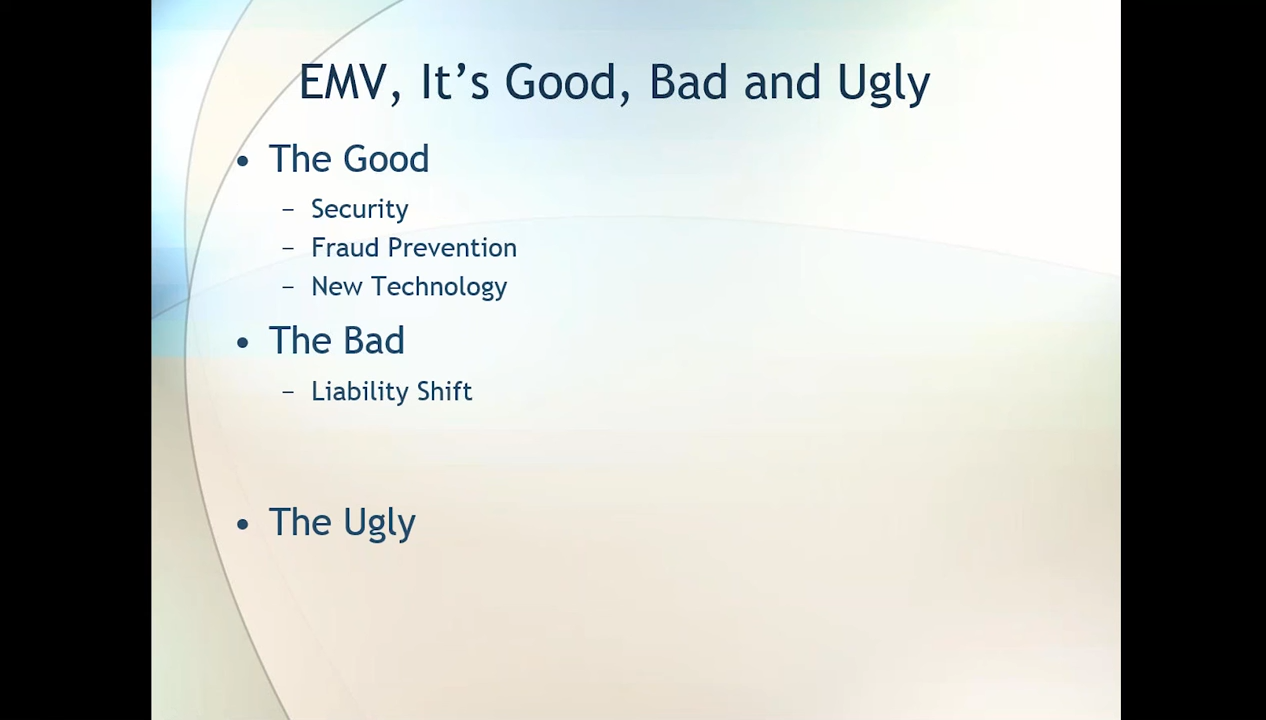 EMV, It’s Good, Bad and Ugly
• The Good
– Security
– Fraud Prevention
– New Technology
• The Bad
– Liability Shift
• The Ugly